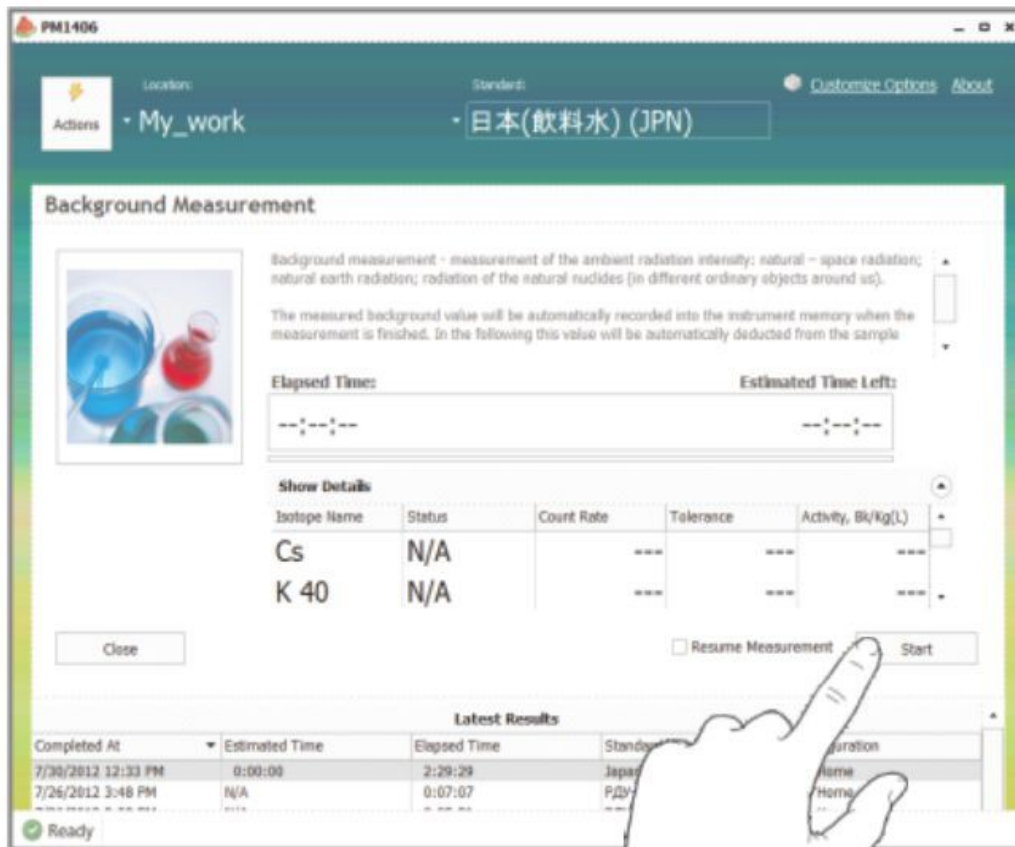 PM1406
Location: Standard: Customize Options About
Actions My_work 日本(飲料水) (JPN)
Background Measurement
Background measurement - measurement of the ambient radiation intensity: natural – space radiation;
natural earth radiation; radiation of the natural nuclides (in different ordinary objects around us).
The measured background value will be automatically recorded into the instrument memory when the
measurement is finished. In the following this value will be automatically deducted from the sample
Elapsed Time: Estimated Time Left:
--:--:-- --:--:--
Show Details
Isotope Name Status Count Rate Tolerance Activity, Bk/Kg(L)
Cs N/A --- --- ---
K 40 N/A --- --- ---
Close Resume Measurement Start
Latest Results
Completed At Estimated Time Elapsed Time
7/30/2012 12:33 PM 0:00:00 2:29:29 Home
7/26/2012 3:48 PM N/A 0:07:07 Home
Ready